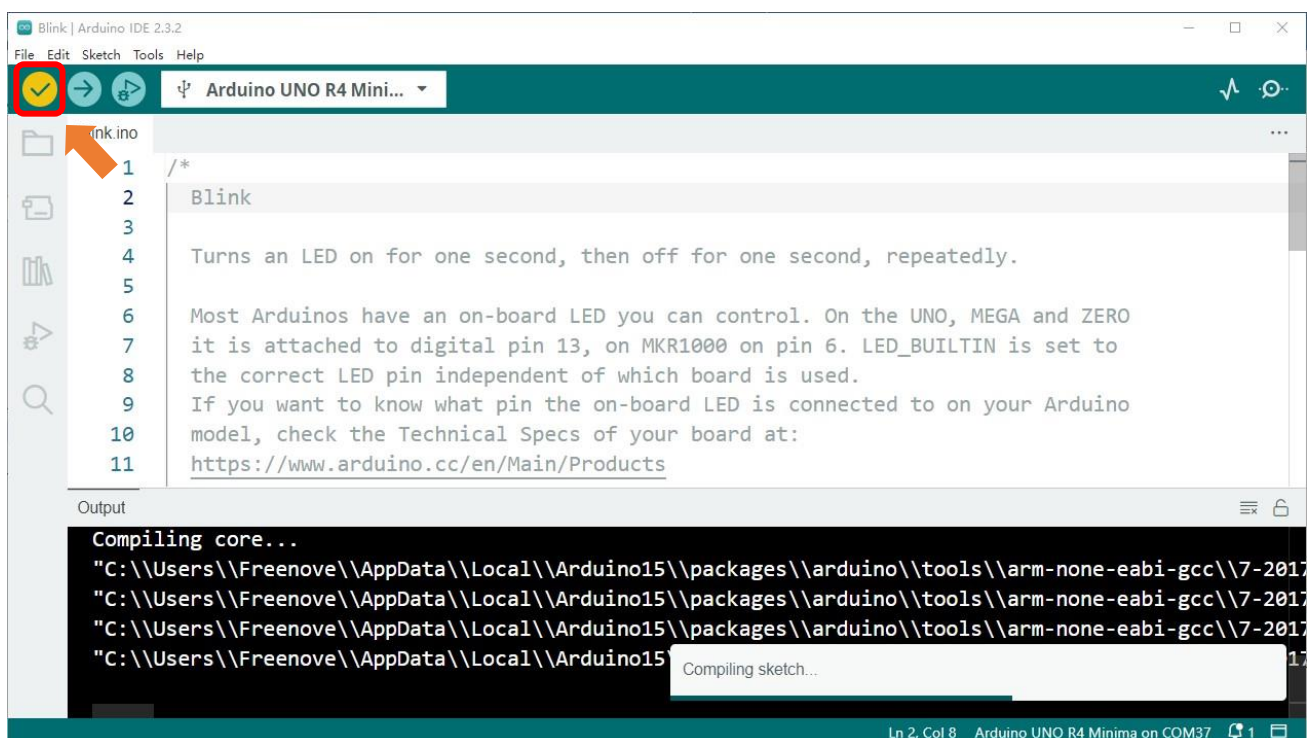 Blink | Arduino IDE 2.3.2
File Edit Sketch Tools Help
Arduino UNO R4 Mini...
nk.ino
1 /*
2 Blink
3
4 Turns an LED on for one second, then off for one second, repeatedly.
5
6 Most Arduinos have an on-board LED you can control. On the UNO, MEGA and ZERO
7 it is attached to digital pin 13, on MKR1000 on pin 6. LED_BUILTIN is set to
8 the correct LED pin independent of which board is used.
9 If you want to know what pin the on-board LED is connected to on your Arduino
10 model, check the Technical Specs of your board at:
11 https://www.arduino.cc/en/Main/Products
Output
Compiling core...
"C:\\Users\\Freenove\\AppData\\Local\\Arduino15\\packages\\arduino\\tools\\arm-none-eabi-gcc\\7-2017
"C:\\Users\\Freenove\\AppData\\Local\\Arduino15\\packages\\arduino\\tools\\arm-none-eabi-gcc\\7-2017
"C:\\Users\\Freenove\\AppData\\Local\\Arduino15\\packages\\arduino\\tools\\arm-none-eabi-gcc\\7-2017
"C:\\Users\\Freenove\\AppData\\Local\\Arduino15
Compiling sketch...
Ln 2, Col 8 Arduino UNO R4 Minima on COM37 1